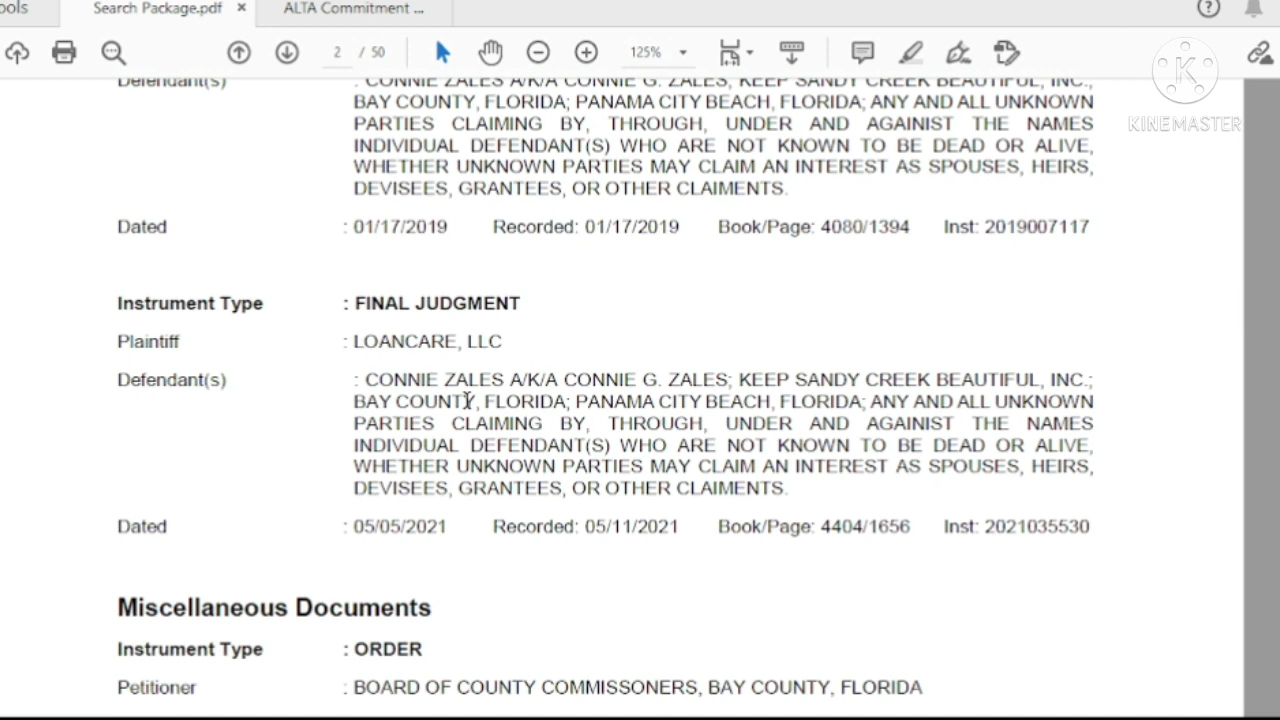 ools Search Package.pdf × ALTA Commitment ...
2 / 50 125%
K
KINEMASTER
Defendant(s) : CONNIE ZALES A/K/A CONNIE G. ZALES; KEEP SANDY CREEK BEAUTIFUL, INC.;
BAY COUNTY, FLORIDA; PANAMA CITY BEACH, FLORIDA; ANY AND ALL UNKNOWN
PARTIES CLAIMING BY, THROUGH, UNDER AND AGAINIST THE NAMES
INDIVIDUAL DEFENDANT(S) WHO ARE NOT KNOWN TO BE DEAD OR ALIVE,
WHETHER UNKNOWN PARTIES MAY CLAIM AN INTEREST AS SPOUSES, HEIRS,
DEVISEES, GRANTEES, OR OTHER CLAIMENTS.
Dated : 01/17/2019 Recorded: 01/17/2019 Book/Page: 4080/1394 Inst: 2019007117
Instrument Type : FINAL JUDGMENT
Plaintiff : LOANCARE, LLC
Defendant(s) : CONNIE ZALES A/K/A CONNIE G. ZALES; KEEP SANDY CREEK BEAUTIFUL, INC.;
BAY COUNTY, FLORIDA; PANAMA CITY BEACH, FLORIDA; ANY AND ALL UNKNOWN
PARTIES CLAIMING BY, THROUGH, UNDER AND AGAINIST THE NAMES
INDIVIDUAL DEFENDANT(S) WHO ARE NOT KNOWN TO BE DEAD OR ALIVE,
WHETHER UNKNOWN PARTIES MAY CLAIM AN INTEREST AS SPOUSES, HEIRS,
DEVISEES, GRANTEES, OR OTHER CLAIMENTS.
Dated : 05/05/2021 Recorded: 05/11/2021 Book/Page: 4404/1656 Inst: 2021035530
Miscellaneous Documents
Instrument Type : ORDER
Petitioner : BOARD OF COUNTY COMMISSONERS, BAY COUNTY, FLORIDA